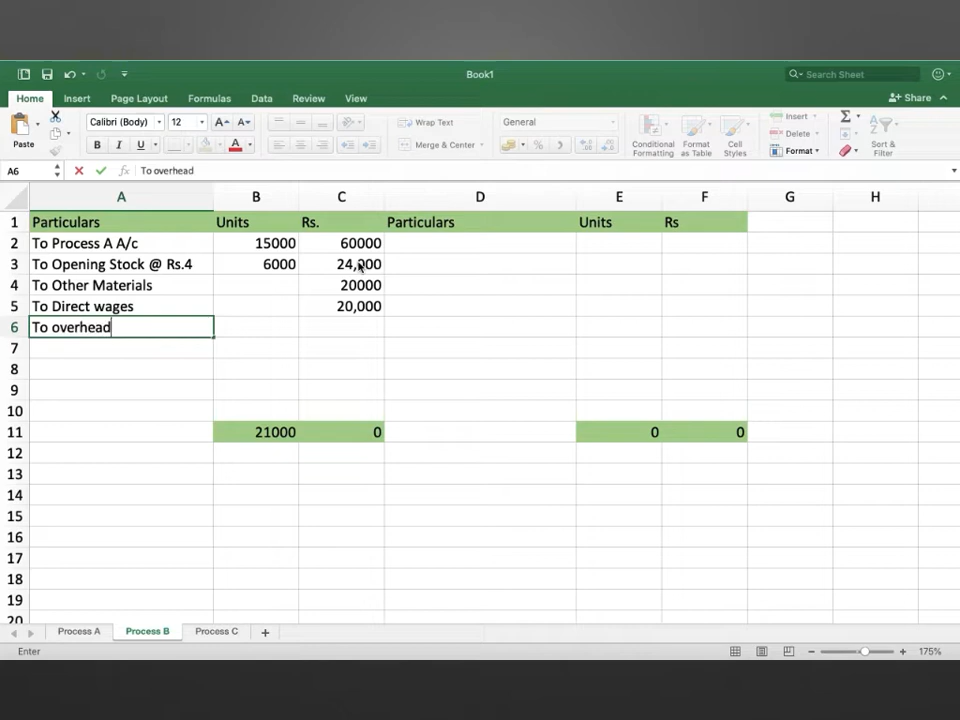 Book1
Search Sheet
Home Insert Page Layout Formulas Data Review View
Share
Paste
Calibri (Body) 12 A A
B I U A
Wrap Text
Merge & Center
General
%
Conditional Formatting
Format as Table
Cell Styles
Insert
Delete
Format
Sort & Filter
A6 fx To overhead
A B C D E F G H
1 Particulars Units Rs. Particulars Units Rs
2 To Process A A/c 15000 60000
3 To Opening Stock @ Rs.4 6000 24,000
4 To Other Materials 20000
5 To Direct wages 20,000
6 To overhead
7
8
9
10
11 21000 0 0 0
12
13
14
15
16
17
18
19
20
Process A Process B Process C +
Enter
175%